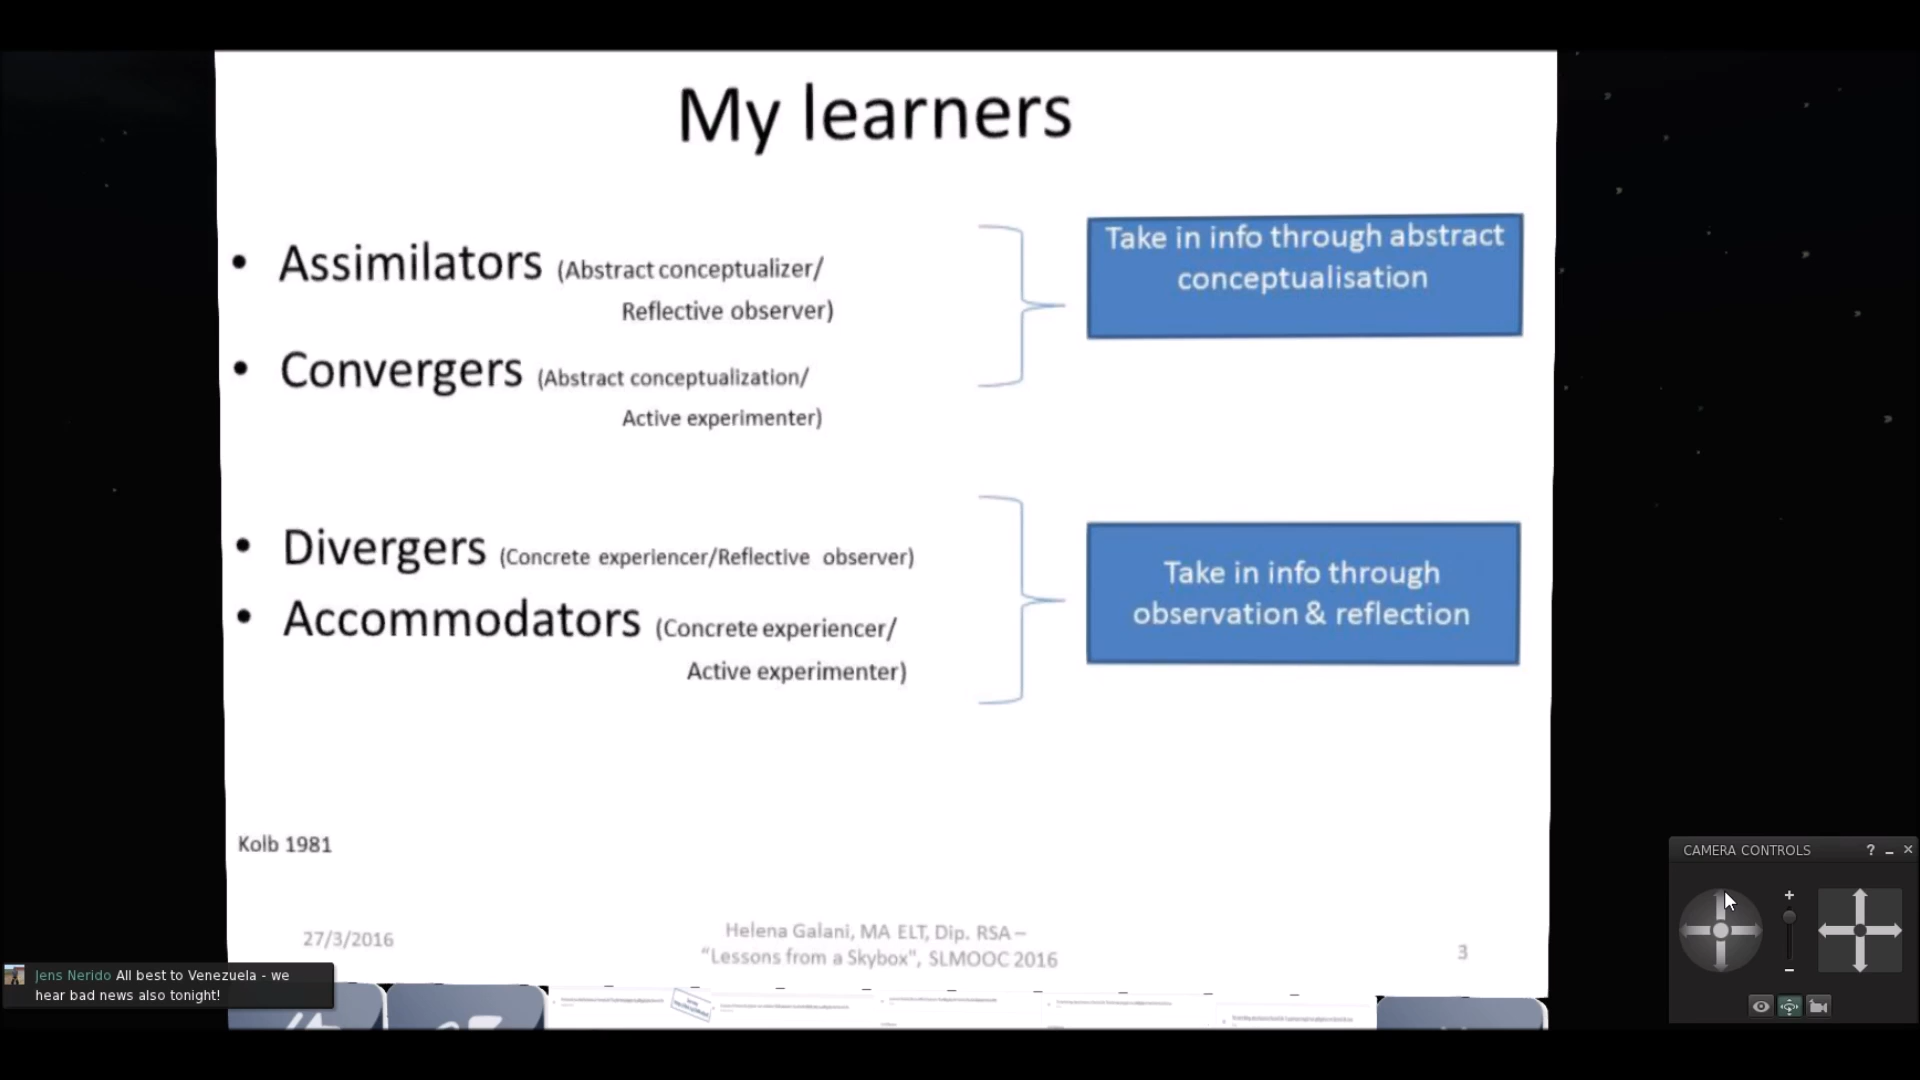 My learners
• Assimilators (Abstract conceptualizer/
Reflective observer)
• Convergers (Abstract conceptualization/
Active experimenter)
Take in info through abstract
conceptualisation
• Divergers (Concrete experiencer/Reflective observer)
• Accommodators (Concrete experiencer/
Active experimenter)
Take in info through
observation & reflection
Kolb 1981
27/3/2016
Helena Galani, MA ELT, Dip. RSA –
“Lessons from a Skybox", SLMOOC 2016
3
Jens Nerido All best to Venezuela - we
hear bad news also tonight!
CAMERA CONTROLS